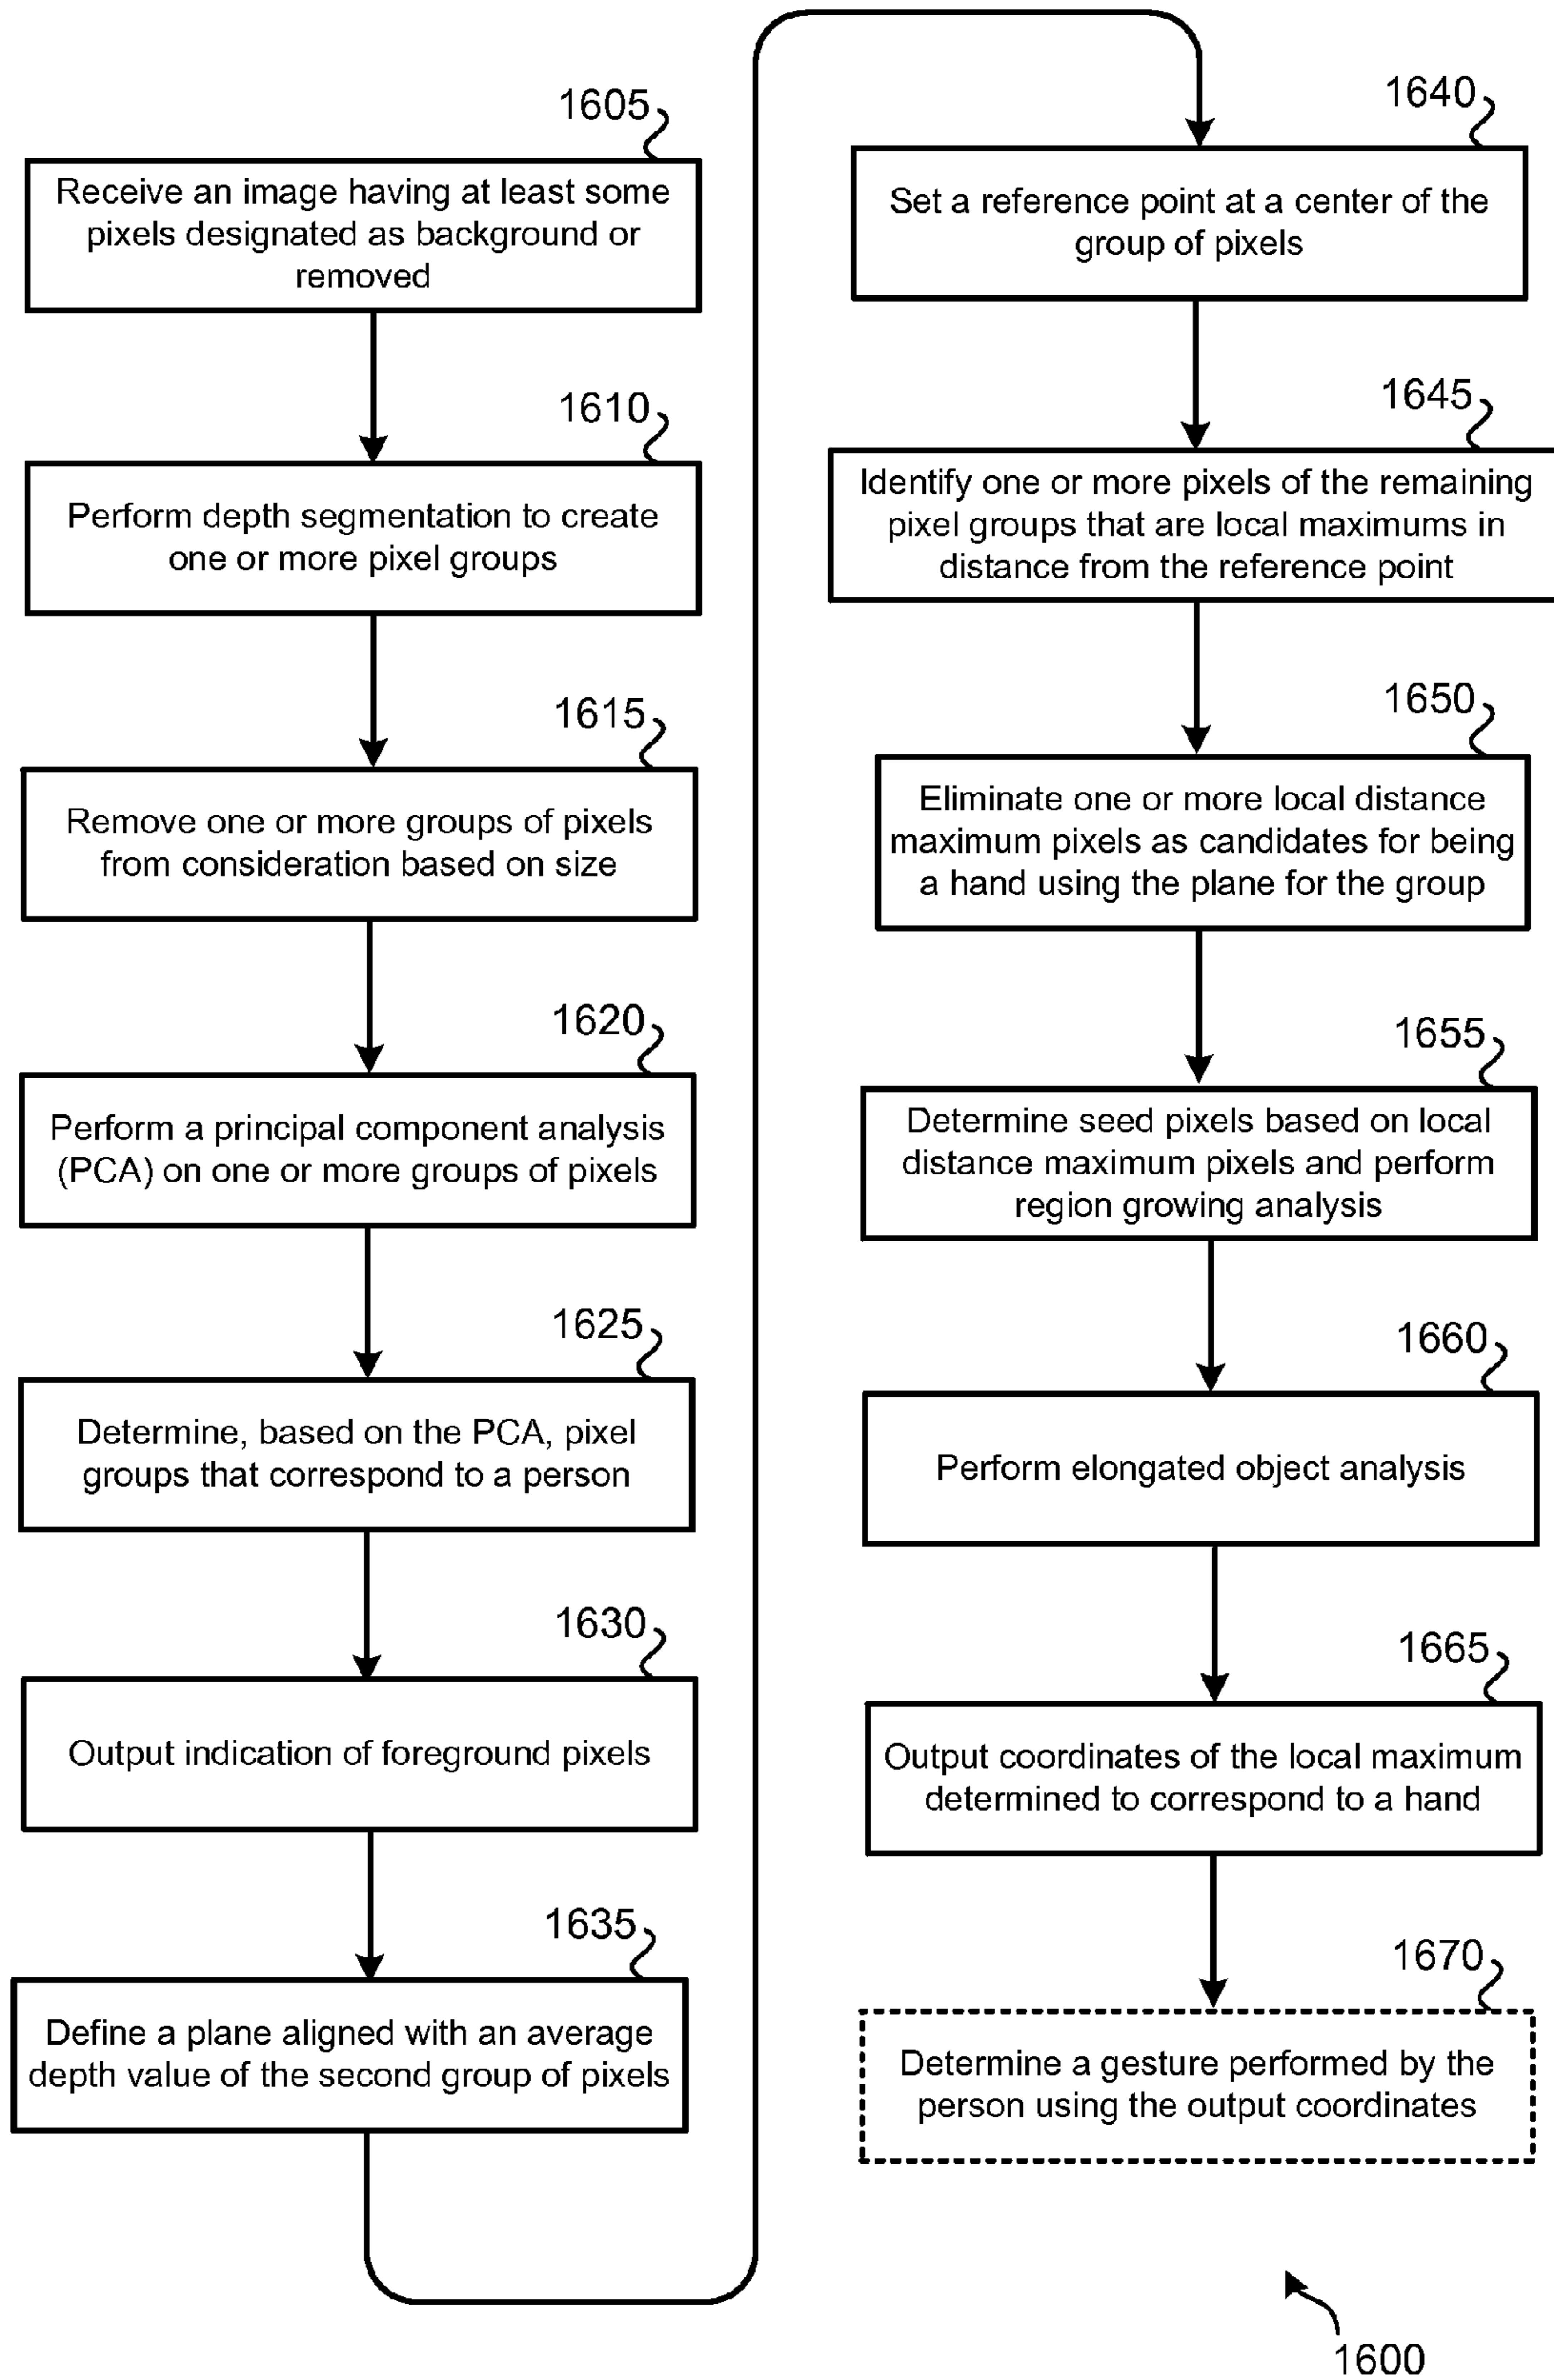 1605
Receive an image having at least some
pixels designated as background or
removed
1610
Perform depth segmentation to create
one or more pixel groups
1615
Remove one or more groups of pixels
from consideration based on size
1620
Perform a principal component analysis
(PCA) on one or more groups of pixels
1625
Determine, based on the PCA, pixel
groups that correspond to a person
1630
Output indication of foreground pixels
1635
Define a plane aligned with an average
depth value of the second group of pixels
1640
Set a reference point at a center of the
group of pixels
1645
Identify one or more pixels of the remaining
pixel groups that are local maximums in
distance from the reference point
1650
Eliminate one or more local distance
maximum pixels as candidates for being
a hand using the plane for the group
1655
Determine seed pixels based on local
distance maximum pixels and perform
region growing analysis
1660
Perform elongated object analysis
1665
Output coordinates of the local maximum
determined to correspond to a hand
1670
Determine a gesture performed by the
person using the output coordinates
1600